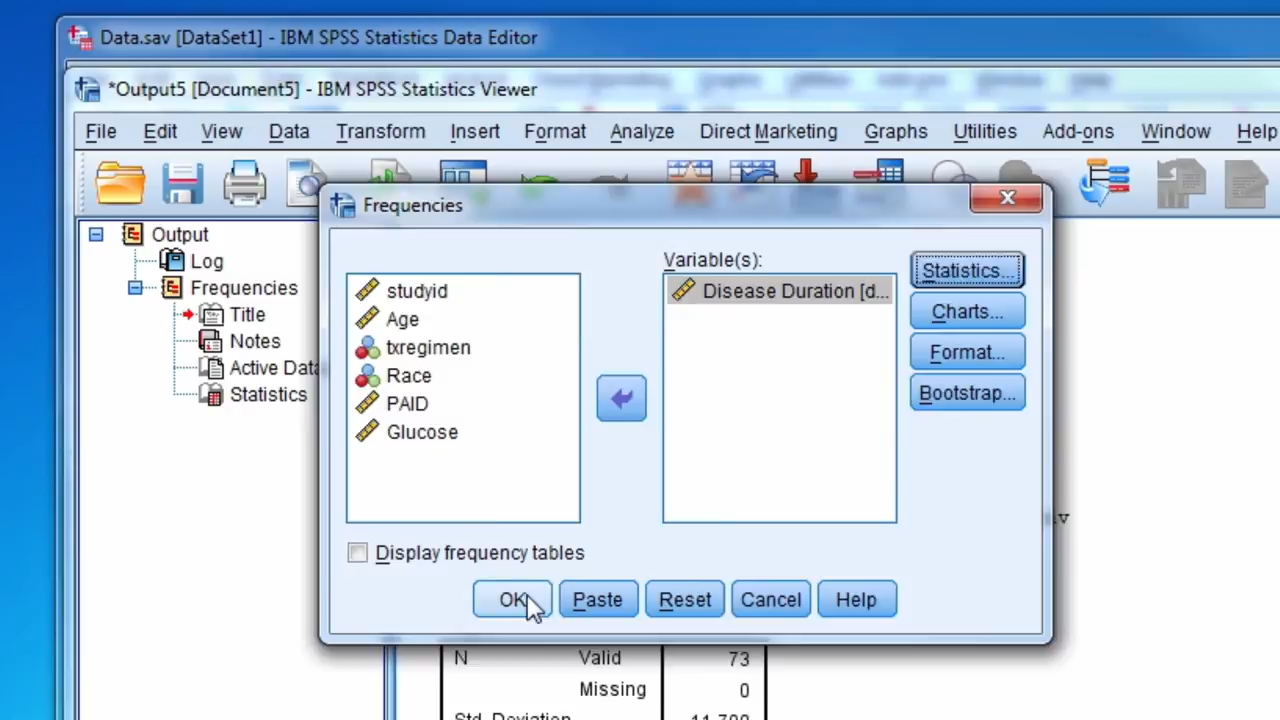 Data.sav [DataSet1] - IBM SPSS Statistics Data Editor
*Output5 [Document5] - IBM SPSS Statistics Viewer
File Edit View Data Transform Insert Format Analyze Direct Marketing Graphs Utilities Add-ons Window Help
Frequencies
Output
Log
Frequencies
Title
Notes
Active Data
Statistics
studyid
Age
txregimen
Race
PAID
Glucose
Variable(s):
Disease Duration [d...
Statistics...
Charts...
Format...
Bootstrap...
Display frequency tables
OK Paste Reset Cancel Help
N Valid 73
Missing 0
Std. Deviation